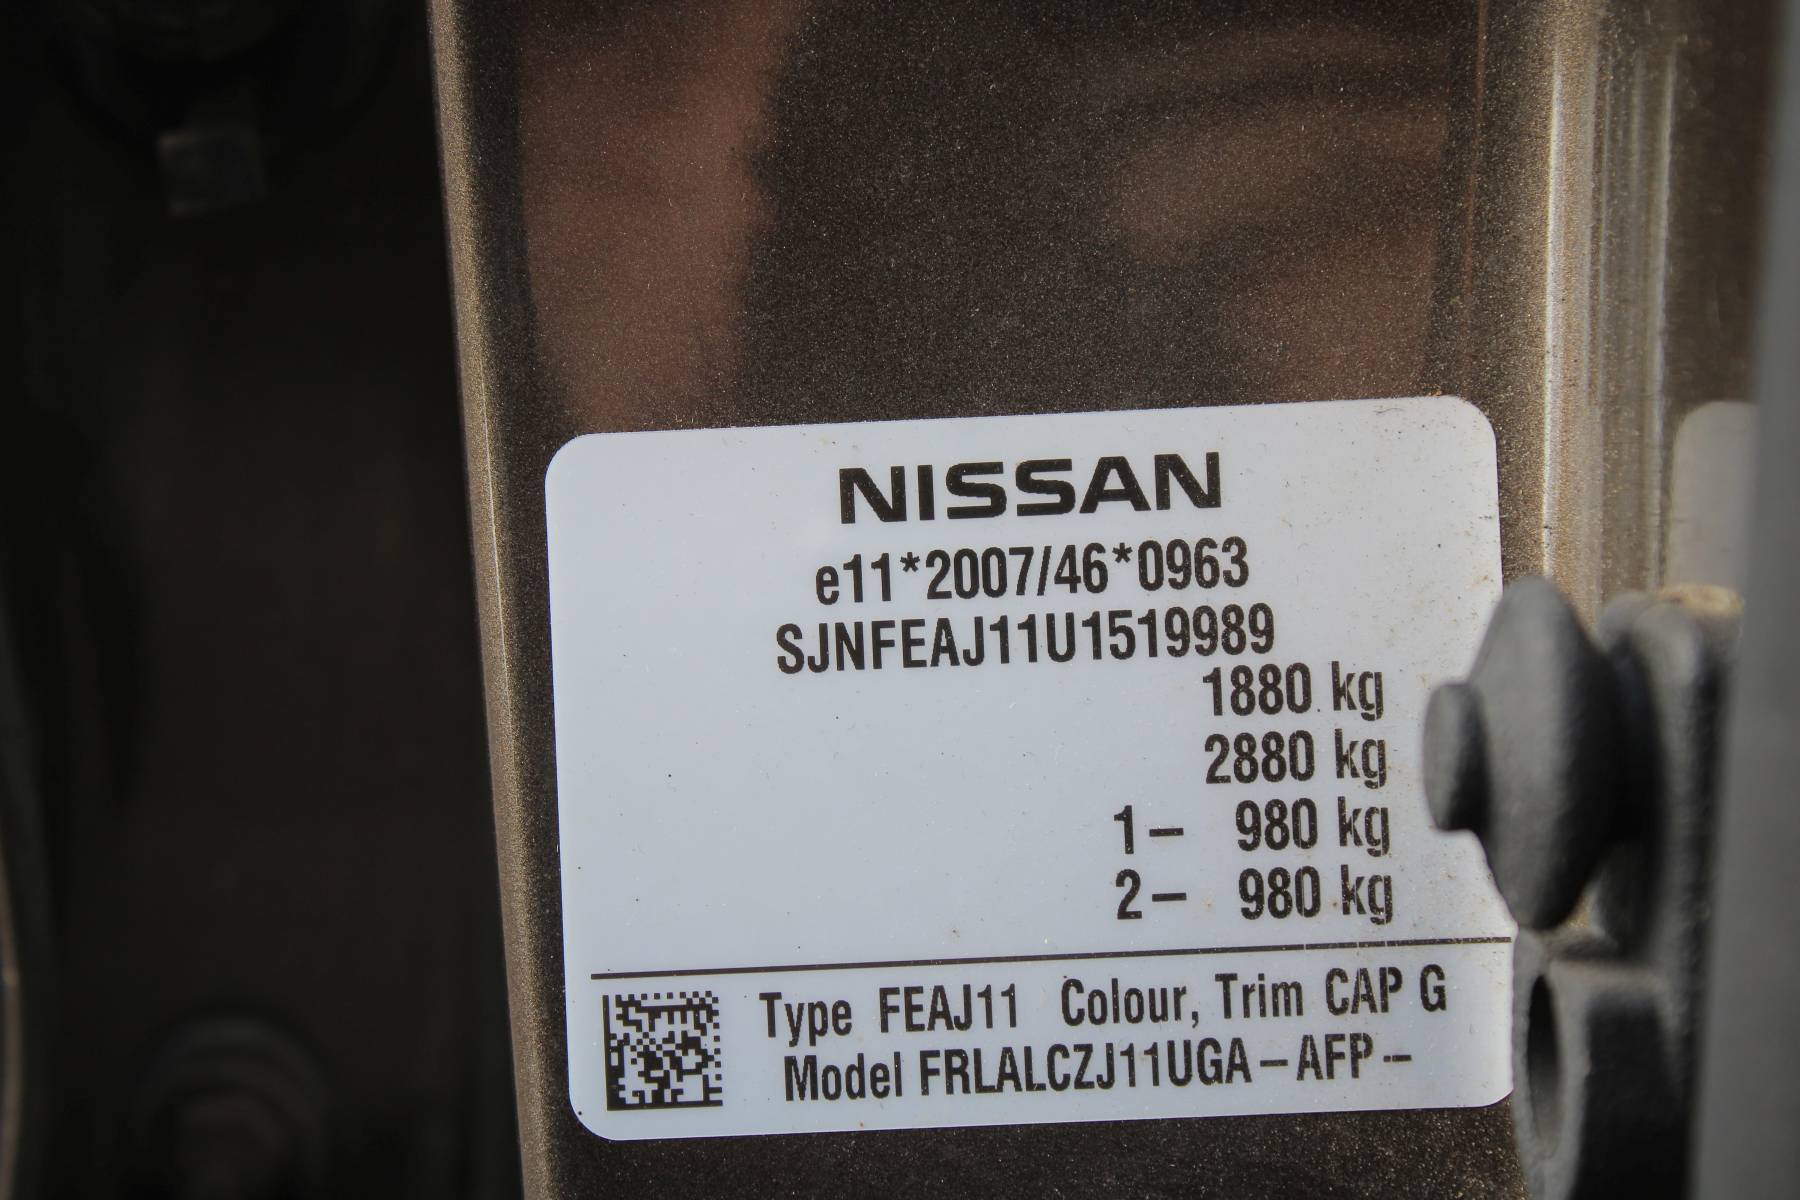 NISSAN
e11*2007/46*0963
SJNFEAJ11U1519989
1880 kg
2880 kg
1– 980 kg
2– 980 kg
Type FEAJ11 Colour, Trim CAP G
Model FRLALCZJ11UGA–AFP–